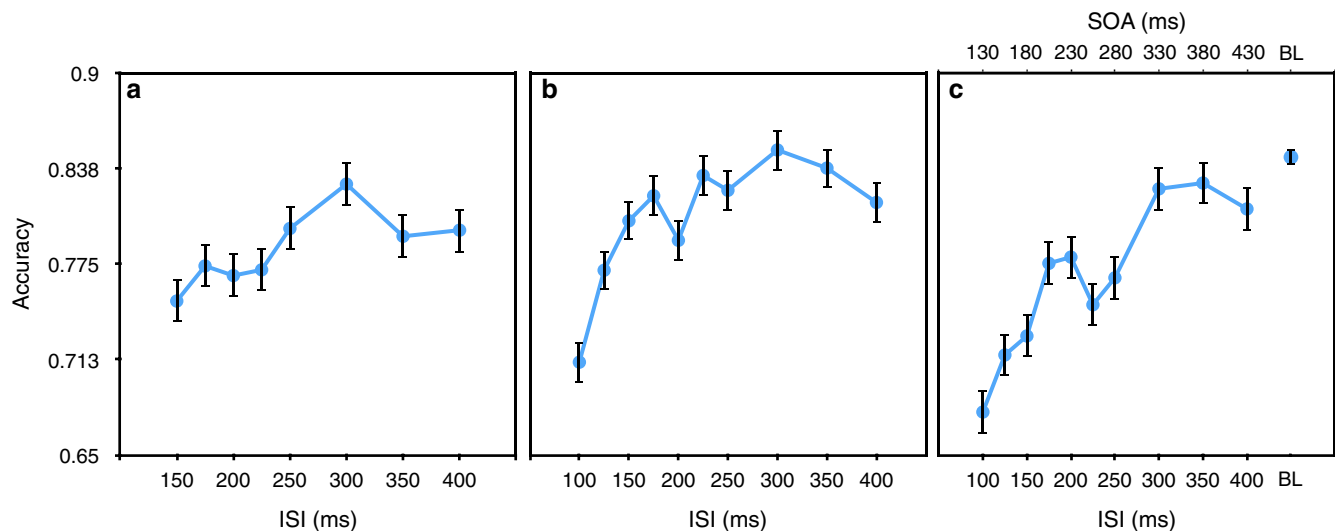 SOA (ms)
130 180 230 280 330 380 430 BL
0.9
a
b
c
0.838
0.775
0.713
0.65
Accuracy
150 200 250 300 350 400
100 150 200 250 300 350 400
100 150 200 250 300 350 400 BL
ISI (ms)
ISI (ms)
ISI (ms)